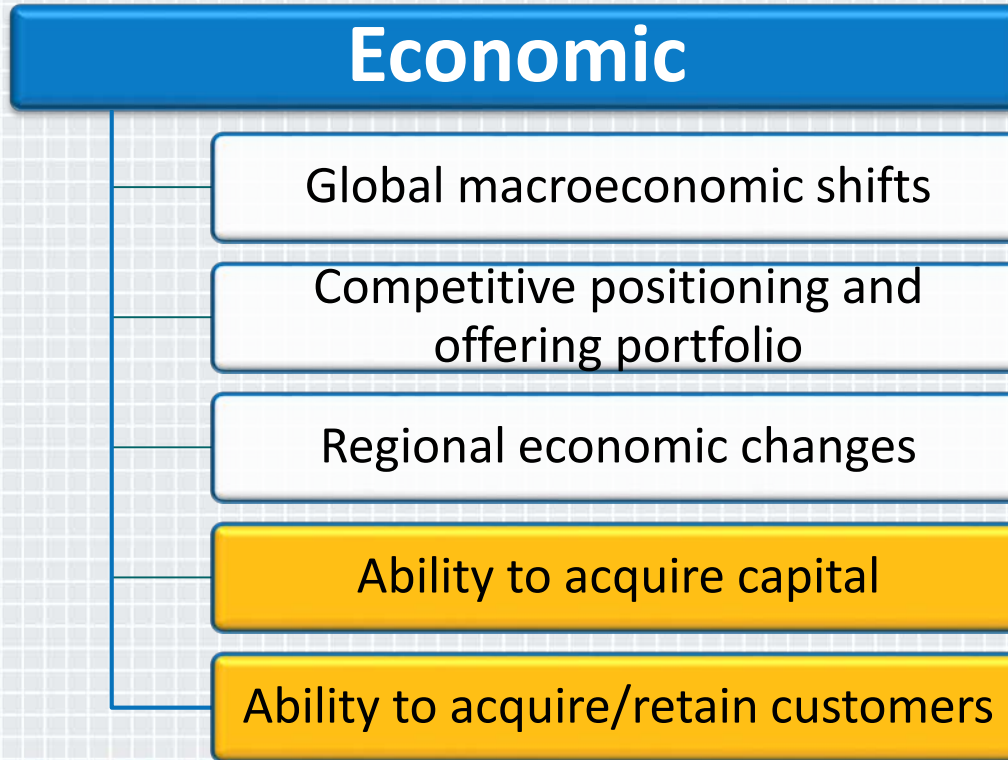 Economic
Global macroeconomic shifts
Competitive positioning and
offering portfolio
Regional economic changes
Ability to acquire capital
Ability to acquire/retain customers